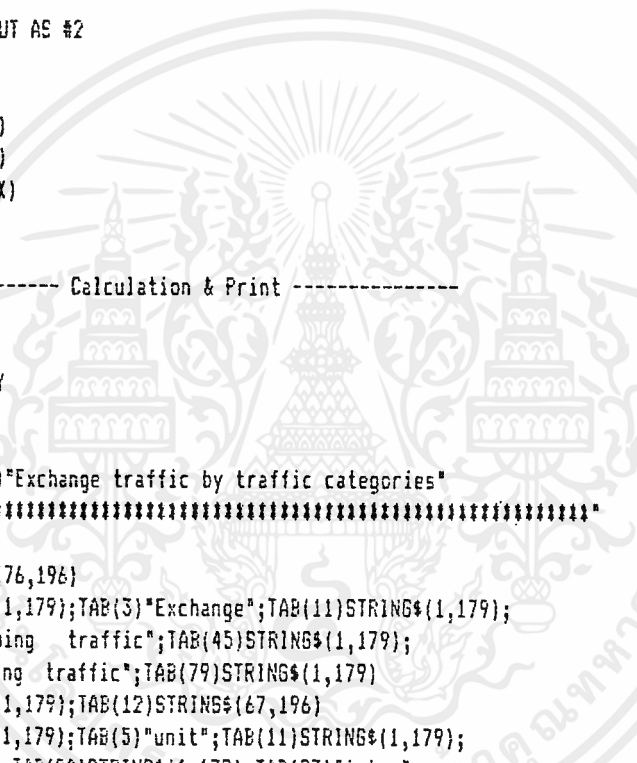 UT AS #2
)
)
X)
------ Calculation & Print ---------------
Y
)"Exchange traffic by traffic categories"
"
76,196)
1,179);TAB(3)"Exchange";TAB(11)STRING$(1,179);
ing traffic";TAB(45)STRING$(1,179);
ng traffic";TAB(79)STRING$(1,179)
1,179);TAB(12)STRING$(67,196)
1,179);TAB(5)"unit";TAB(11)STRING$(1,179);